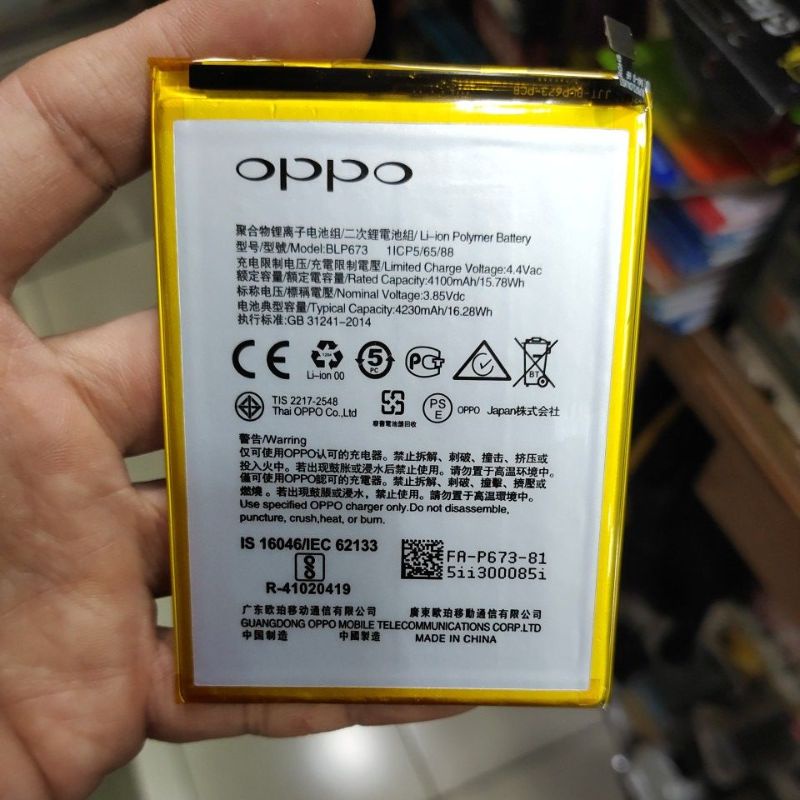 JJT-BLP673-PCB
oppo
聚合物锂离子电池组/二次鋰電池組/ Li-ion Polymer Battery
型号/型號/Model:BLP673 1ICP5/65/88
充电限制电压/充電限制電壓/Limited Charge Voltage:4.4Vac
额定容量/額定電容量/Rated Capacity:4100mAh/15.78Wh
标称电压/標稱電壓/Nominal Voltage:3.85Vdc
电池典型容量/Typical Capacity:4230mAh/16.28Wh
执行标准:GB 31241-2014
CE
Li-ion 00
5
PC
PCT
BT
TIS 2217-2548
Thai OPPO Co.,Ltd
廢電池請回收
PS
E
OPPO Japan株式会社
警告/Warring
仅可使用OPPO认可的充电器。禁止拆解、刺破、撞击、挤压或
投入火中。若出现鼓胀或浸水后禁止使用。请勿置于高温环境中。
僅可使用OPPO認可的充電器。禁止拆解、刺破、撞擊、擠壓或
燃燒。若出現鼓脹或浸水，禁止使用，請勿置于高溫環境中。
Use specified OPPO charger only.Do not disassemble,
puncture, crush,heat, or burn.
IS 16046/IEC 62133
R-41020419
FA-P673-81
5ii300085i
广东欧珀移动通信有限公司 廣東歐珀移動通信有限公司
GUANGDONG OPPO MOBILE TELECOMMUNICATIONS CORP.LTD
中国制造 中國製造 MADE IN CHINA